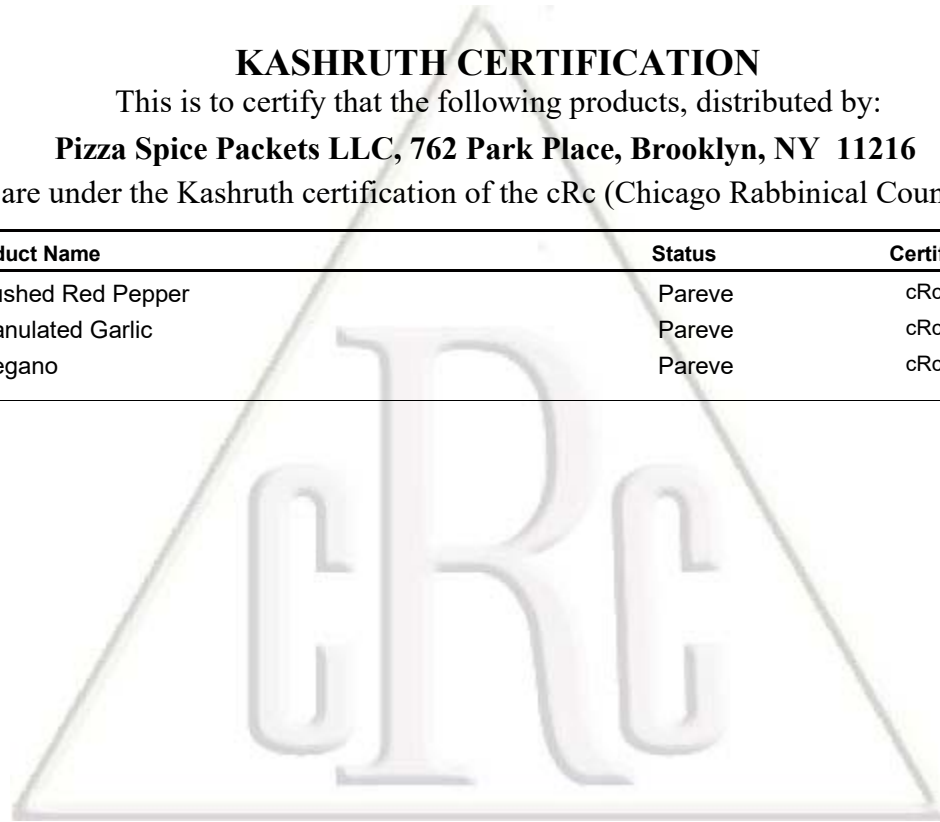 KASHRUTH CERTIFICATION
This is to certify that the following products, distributed by:
Pizza Spice Packets LLC, 762 Park Place, Brooklyn, NY 11216
are under the Kashruth certification of the cRc (Chicago Rabbinical Coun
duct Name Status Certif
ushed Red Pepper Pareve cRc
anulated Garlic Pareve cRc
egano Pareve cRc
cRc